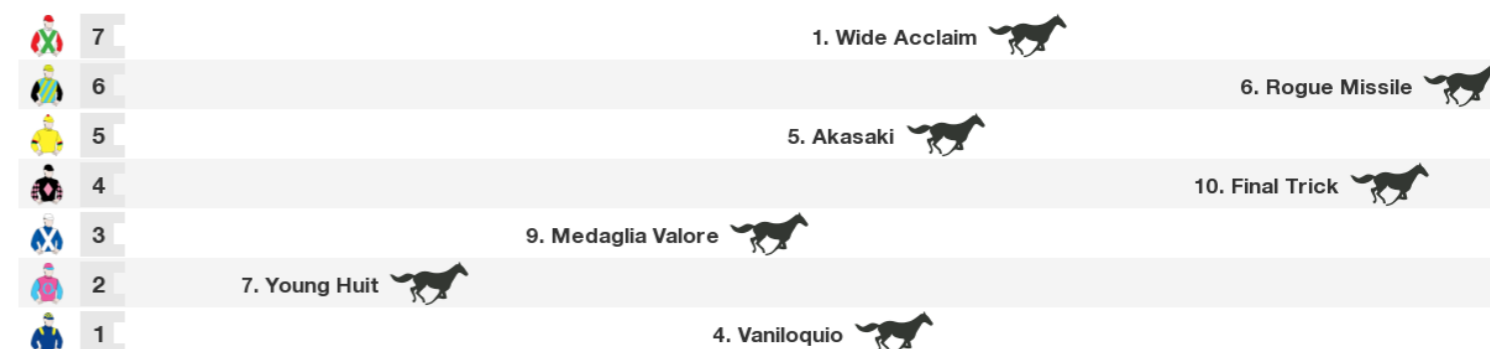 7 1. Wide Acclaim
6 6. Rogue Missile
5 5. Akasaki
4 10. Final Trick
3 9. Medaglia Valore
2 7. Young Huit
1 4. Vaniloquio